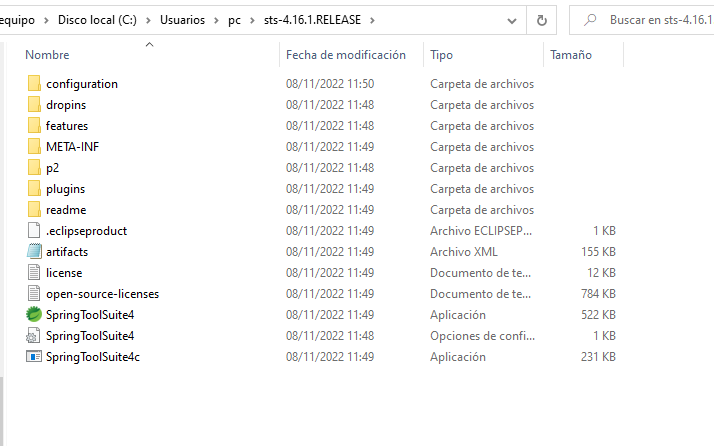 equipo > Disco local (C:) > Usuarios > pc > sts-4.16.1.RELEASE > Buscar en sts-4.16.1
Nombre Fecha de modificación Tipo Tamaño
configuration 08/11/2022 11:50 Carpeta de archivos
dropins 08/11/2022 11:48 Carpeta de archivos
features 08/11/2022 11:48 Carpeta de archivos
META-INF 08/11/2022 11:49 Carpeta de archivos
p2 08/11/2022 11:48 Carpeta de archivos
plugins 08/11/2022 11:49 Carpeta de archivos
readme 08/11/2022 11:49 Carpeta de archivos
.eclipseproduct 08/11/2022 11:49 Archivo ECLIPSEP... 1 KB
artifacts 08/11/2022 11:49 Archivo XML 155 KB
license 08/11/2022 11:49 Documento de te... 12 KB
open-source-licenses 08/11/2022 11:49 Documento de te... 784 KB
SpringToolSuite4 08/11/2022 11:49 Aplicación 522 KB
SpringToolSuite4 08/11/2022 11:48 Opciones de confi... 1 KB
SpringToolSuite4c 08/11/2022 11:49 Aplicación 231 KB